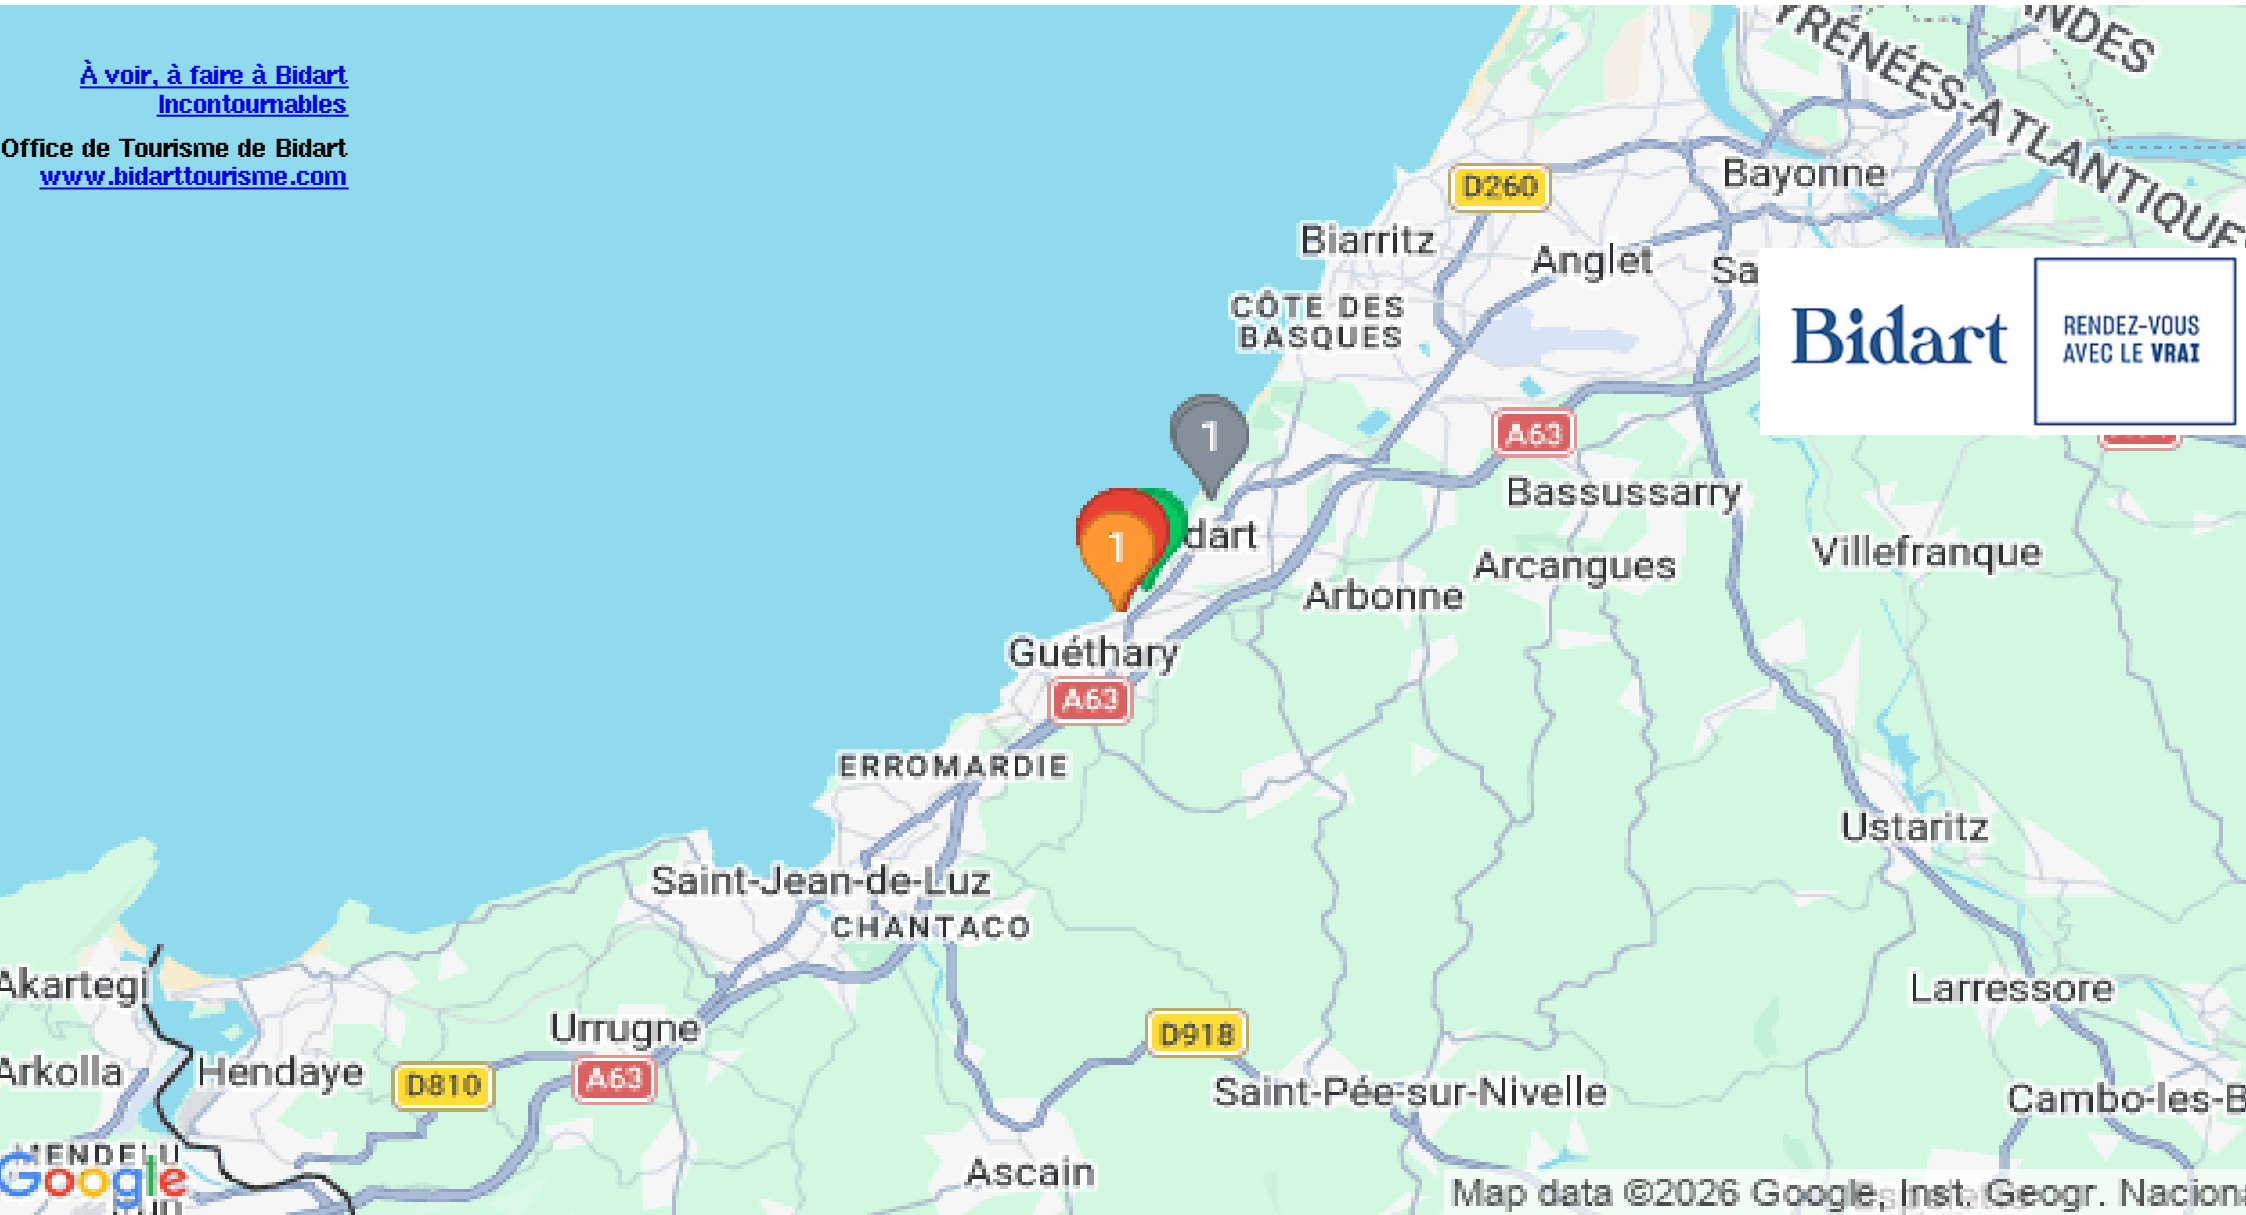 À voir, à faire à Bidart
Incontournables
Office de Tourisme de Bidart
www.bidarttourisme.com
PYRÉNÉES-ATLANTIQUES
D260
Bayonne
Biarritz
Anglet
CÔTE DES
BASQUES
Bidart
RENDEZ-VOUS
AVEC LE VRAI
1
A63
Bassussarry
1
dart
Villefranque
Arcangues
Arbonne
Guéthary
A63
ERROMARDIE
Ustaritz
Saint-Jean-de-Luz
CHANTACO
Akartegi
Larressore
Urrugne
D918
Arkolla
Hendaye
D810
A63
Saint-Pée-sur-Nivelle
Cambo-les-B
Google
Ascain
Map data ©2026 Google, Inst. Geogr. Naciona